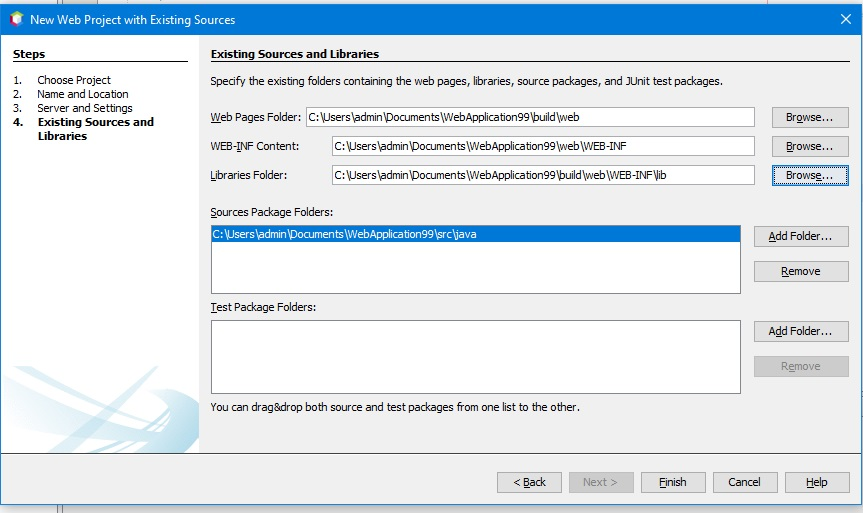 New Web Project with Existing Sources
Steps
1. Choose Project
2. Name and Location
3. Server and Settings
4. Existing Sources and
Libraries
Existing Sources and Libraries
Specify the existing folders containing the web pages, libraries, source packages, and JUnit test packages.
Web Pages Folder: C:\Users\admin\Documents\WebApplication99\build\web Browse...
WEB-INF Content: C:\Users\admin\Documents\WebApplication99\web\WEB-INF Browse...
Libraries Folder: C:\Users\admin\Documents\WebApplication99\build\web\WEB-INF\lib Browse...
Sources Package Folders:
C:\Users\admin\Documents\WebApplication99\src\java
Add Folder...
Remove
Test Package Folders:
Add Folder...
Remove
You can drag&drop both source and test packages from one list to the other.
< Back Next > Finish Cancel Help